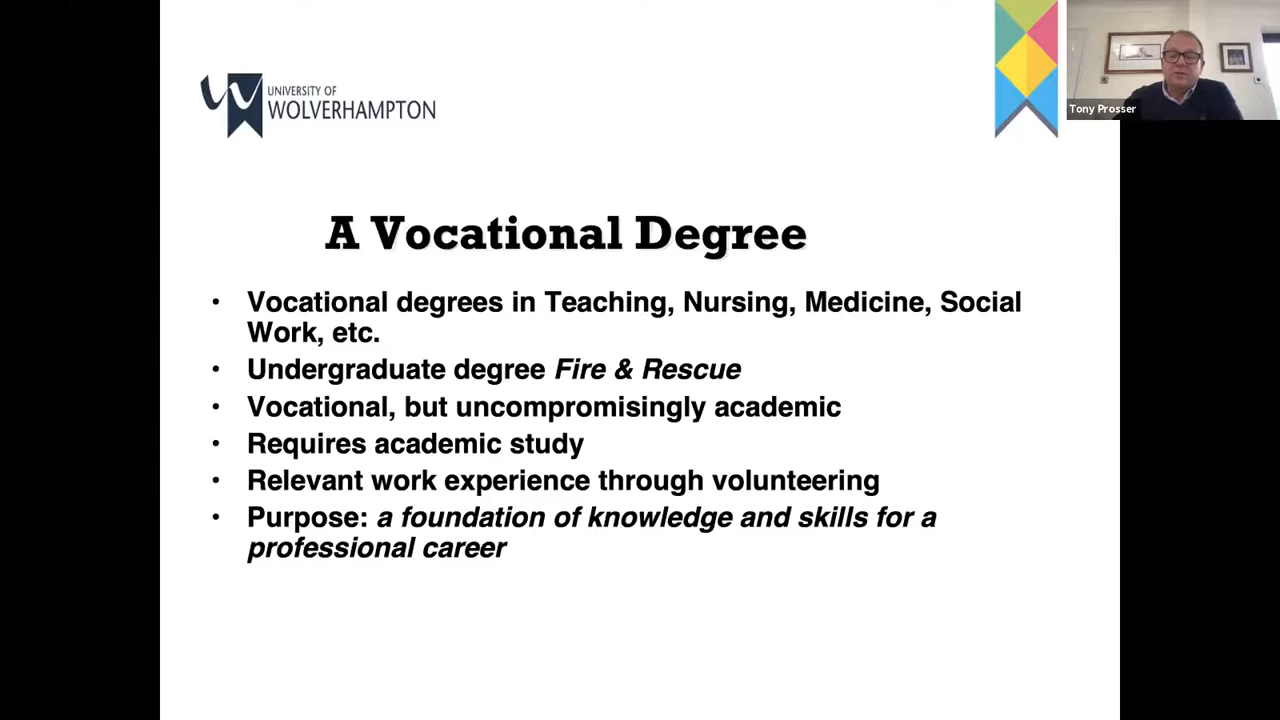 UNIVERSITY OF
WOLVERHAMPTON
Tony Prosser
A Vocational Degree
• Vocational degrees in Teaching, Nursing, Medicine, Social
Work, etc.
• Undergraduate degree Fire & Rescue
• Vocational, but uncompromisingly academic
• Requires academic study
• Relevant work experience through volunteering
• Purpose: a foundation of knowledge and skills for a
professional career